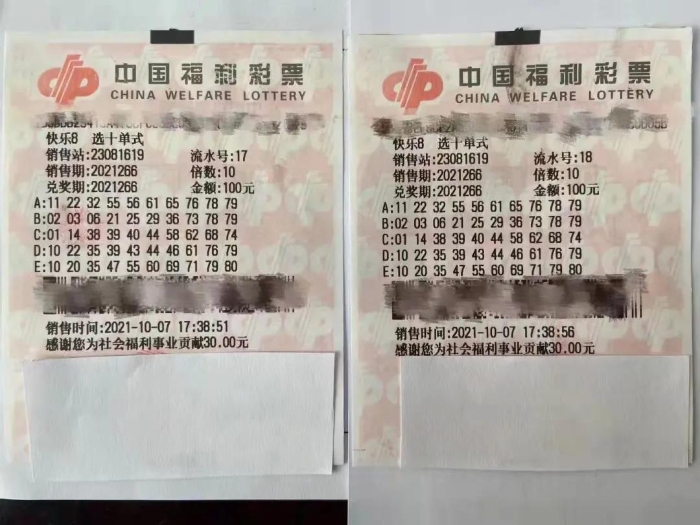 中国福利彩票
CHINA WELFARE LOTTERY
快乐8 选十单式
销售站:23081619 流水号:17
销售期:2021266 倍数:10
兑奖期:2021266 金额:100元
A:11 22 32 55 56 61 65 76 78 79
B:02 03 06 21 25 29 36 73 78 79
C:01 14 38 39 40 44 58 62 68 74
D:10 22 35 39 43 44 46 61 76 79
E:10 20 35 47 55 60 69 71 79 80
销售时间:2021-10-07 17:38:51
感谢您为社会福利事业贡献30.00元
中国福利彩票
CHINA WELFARE LOTTERY
快乐8 选十单式
销售站:23081619 流水号:18
销售期:2021266 倍数:10
兑奖期:2021266 金额:100元
A:11 22 32 55 56 61 65 76 78 79
B:02 03 06 21 25 29 36 73 78 79
C:01 14 38 39 40 44 58 62 68 74
D:10 22 35 39 43 44 46 61 76 79
E:10 20 35 47 55 60 69 71 79 80
销售时间:2021-10-07 17:38:56
感谢您为社会福利事业贡献30.00元